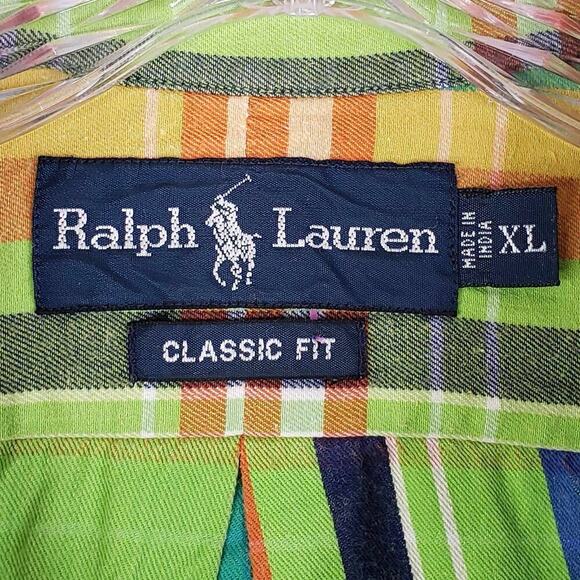 Ralph Lauren
MADE IN
INDIA
XL
CLASSIC FIT